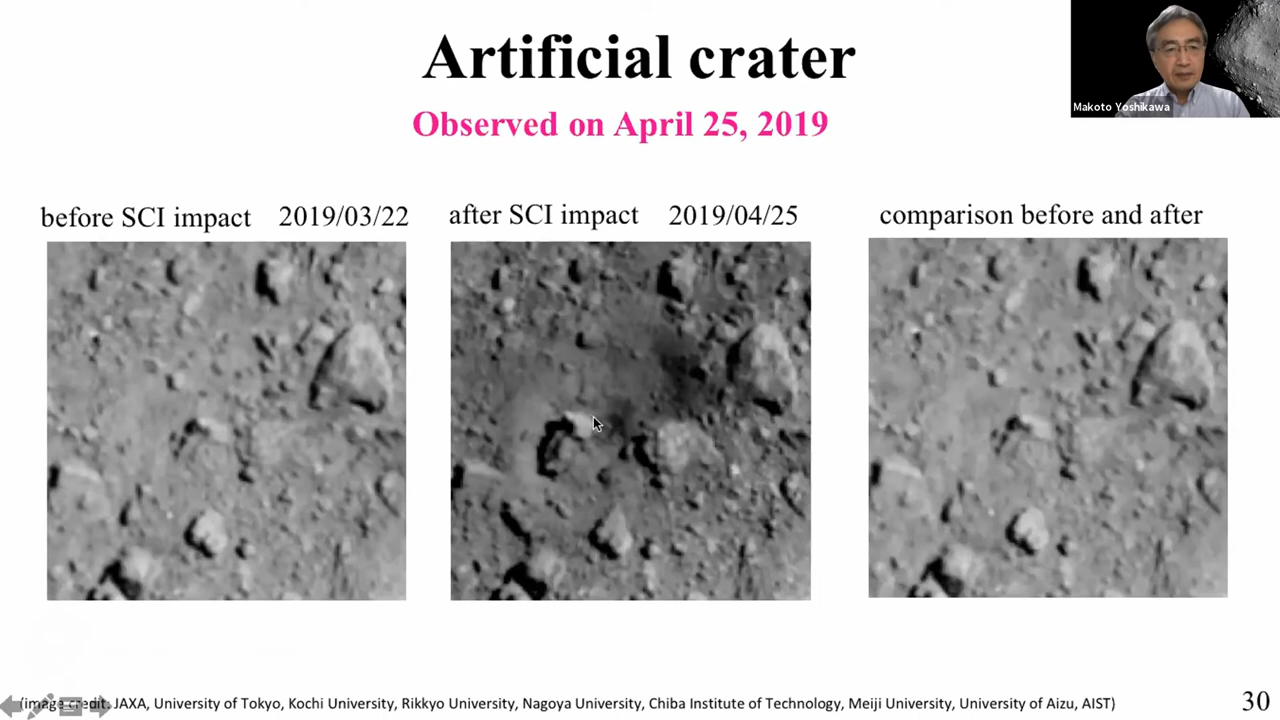 Artificial crater
Makoto Yoshikawa
Observed on April 25, 2019
before SCI impact 2019/03/22
after SCI impact 2019/04/25
comparison before and after
(image credit: JAXA, University of Tokyo, Kochi University, Rikkyo University, Nagoya University, Chiba Institute of Technology, Meiji University, University of Aizu, AIST)
30